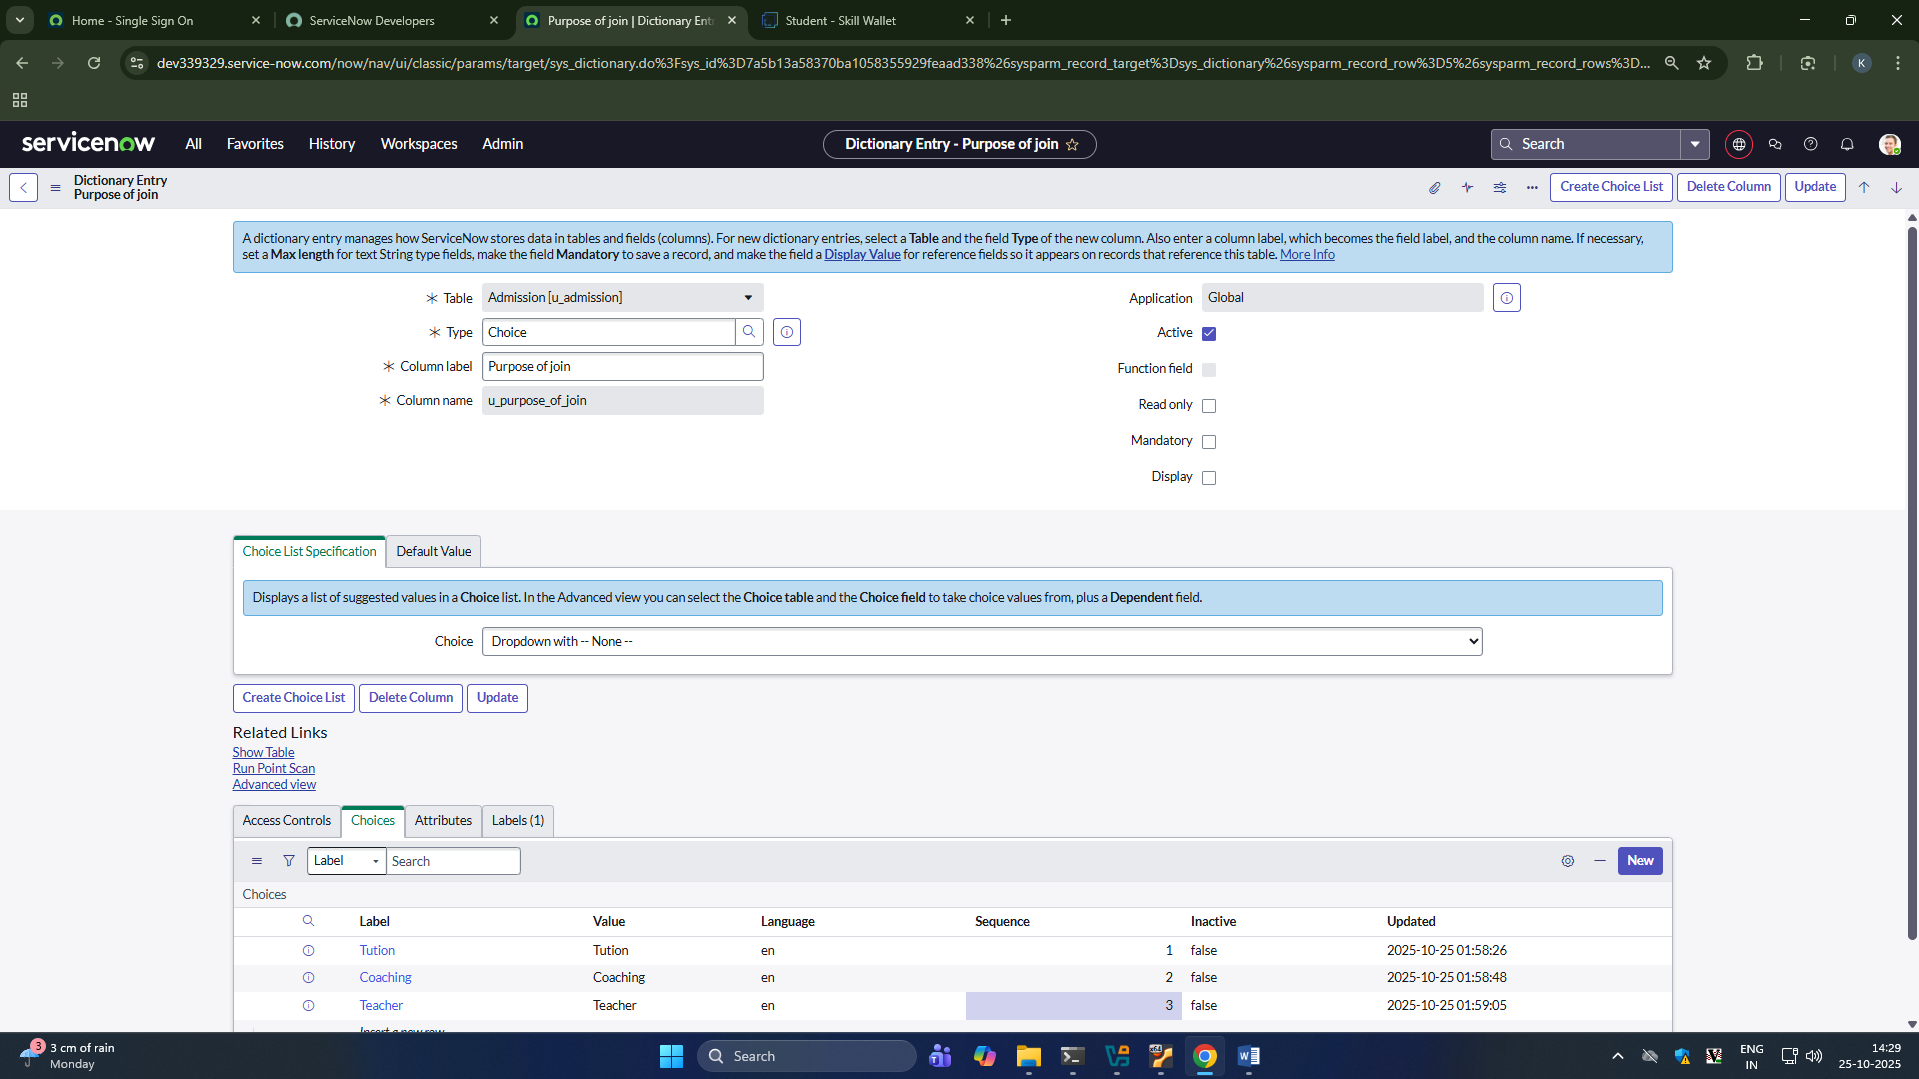 Home - Single Sign On
ServiceNow Developers
Purpose of join | Dictionary Ent
Student - Skill Wallet
dev339329.service-now.com/now/nav/ui/classic/params/target/sys_dictionary.do%3Fsys_id%3D7a5b13a58370ba1058355929feaad338%26sysparm_record_target%3Dsys_dictionary%26sysparm_record_row%3D5%26sysparm_record_rows%3D...
K
servicenow
All
Favorites
History
Workspaces
Admin
Dictionary Entry - Purpose of join
Search
Dictionary Entry
Purpose of join
Create Choice List
Delete Column
Update
A dictionary entry manages how ServiceNow stores data in tables and fields (columns). For new dictionary entries, select a Table and the field Type of the new column. Also enter a column label, which becomes the field label, and the column name. If necessary,
set a Max length for text String type fields, make the field Mandatory to save a record, and make the field a Display Value for reference fields so it appears on records that reference this table. More Info
Table
Admission [u_admission]
Application
Global
Type
Choice
Active
Column label
Purpose of join
Function field
Column name
u_purpose_of_join
Read only
Mandatory
Display
Choice List Specification
Default Value
Displays a list of suggested values in a Choice list. In the Advanced view you can select the Choice table and the Choice field to take choice values from, plus a Dependent field.
Choice
Dropdown with -- None --
Create Choice List
Delete Column
Update
Related Links
Show Table
Run Point Scan
Advanced view
Access Controls
Choices
Attributes
Labels (1)
Label
Search
New
Choices
Label Value Language Sequence Inactive Updated
Tution Tution en 1 false 2025-10-25 01:58:26
Coaching Coaching en 2 false 2025-10-25 01:58:48
Teacher Teacher en 3 false 2025-10-25 01:59:05
Insert a new row...
3
3 cm of rain
Monday
Search
ENG
IN
14:29
25-10-2025